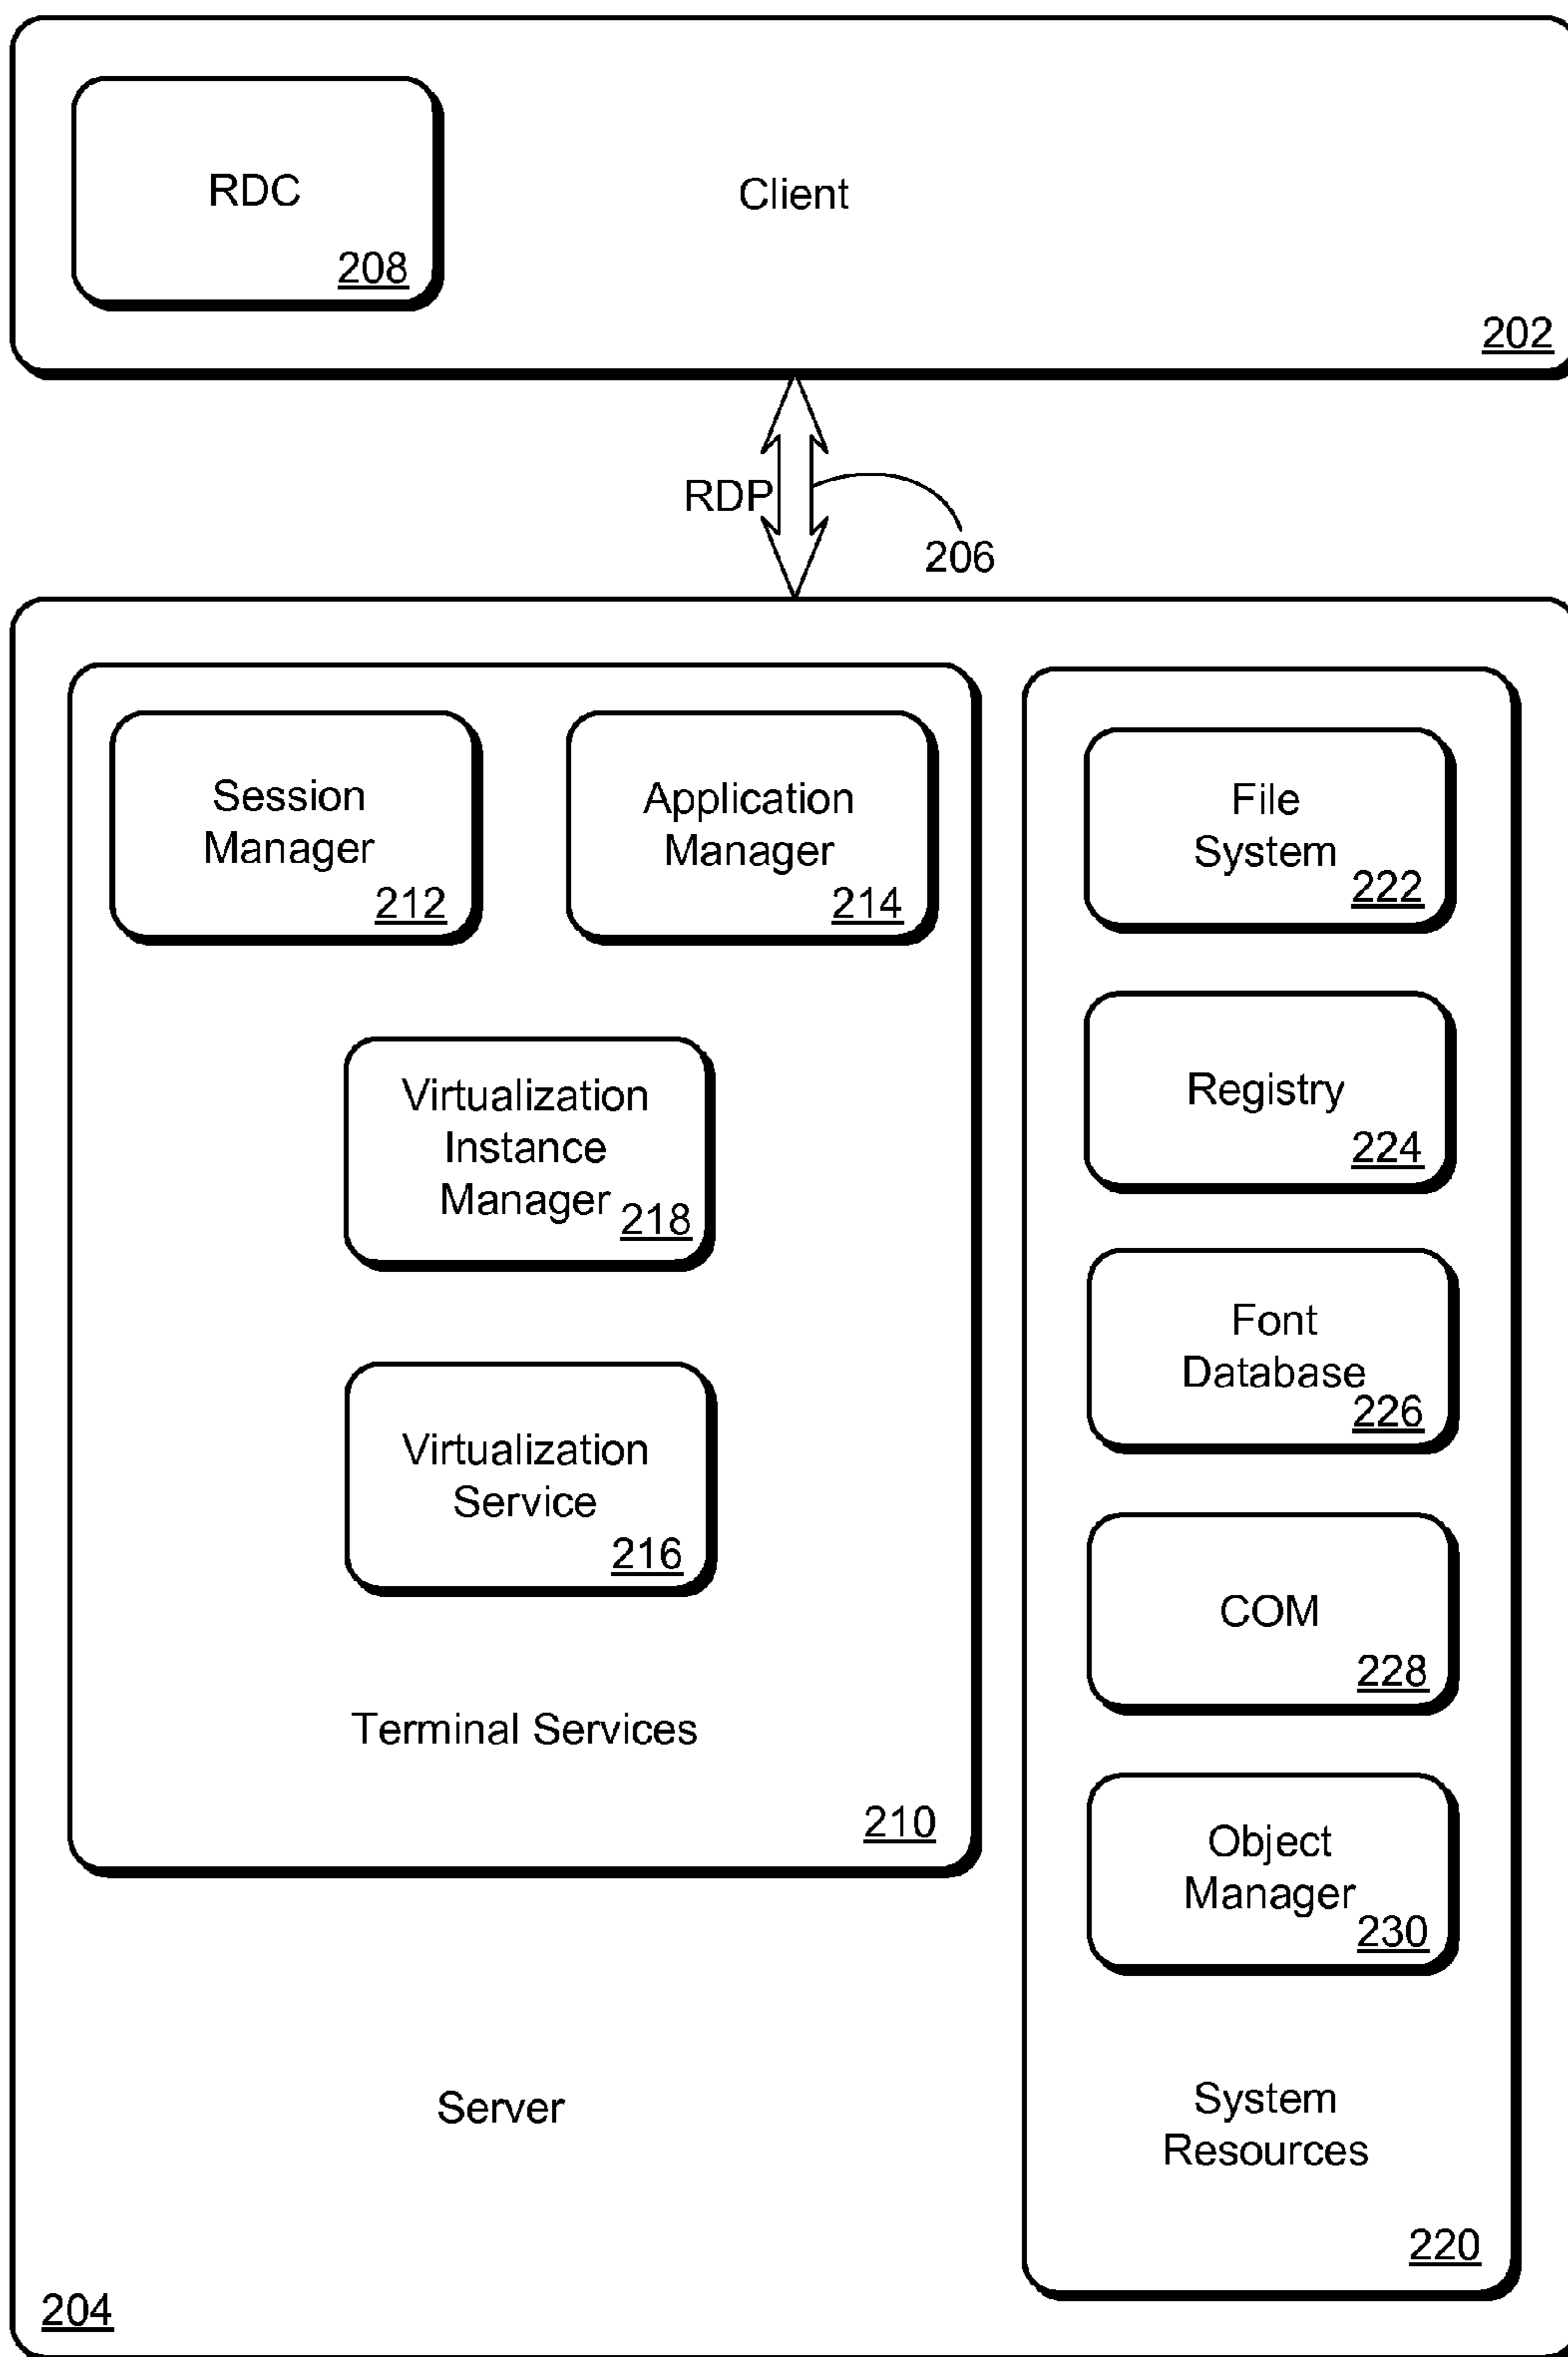 RDC
208
Client
202
RDP
206
Session
Manager
212
Application
Manager
214
Virtualization
Instance
Manager
218
Virtualization
Service
216
Terminal Services
210
File
System
222
Registry
224
Font
Database
226
COM
228
Object
Manager
230
System
Resources
220
Server
204